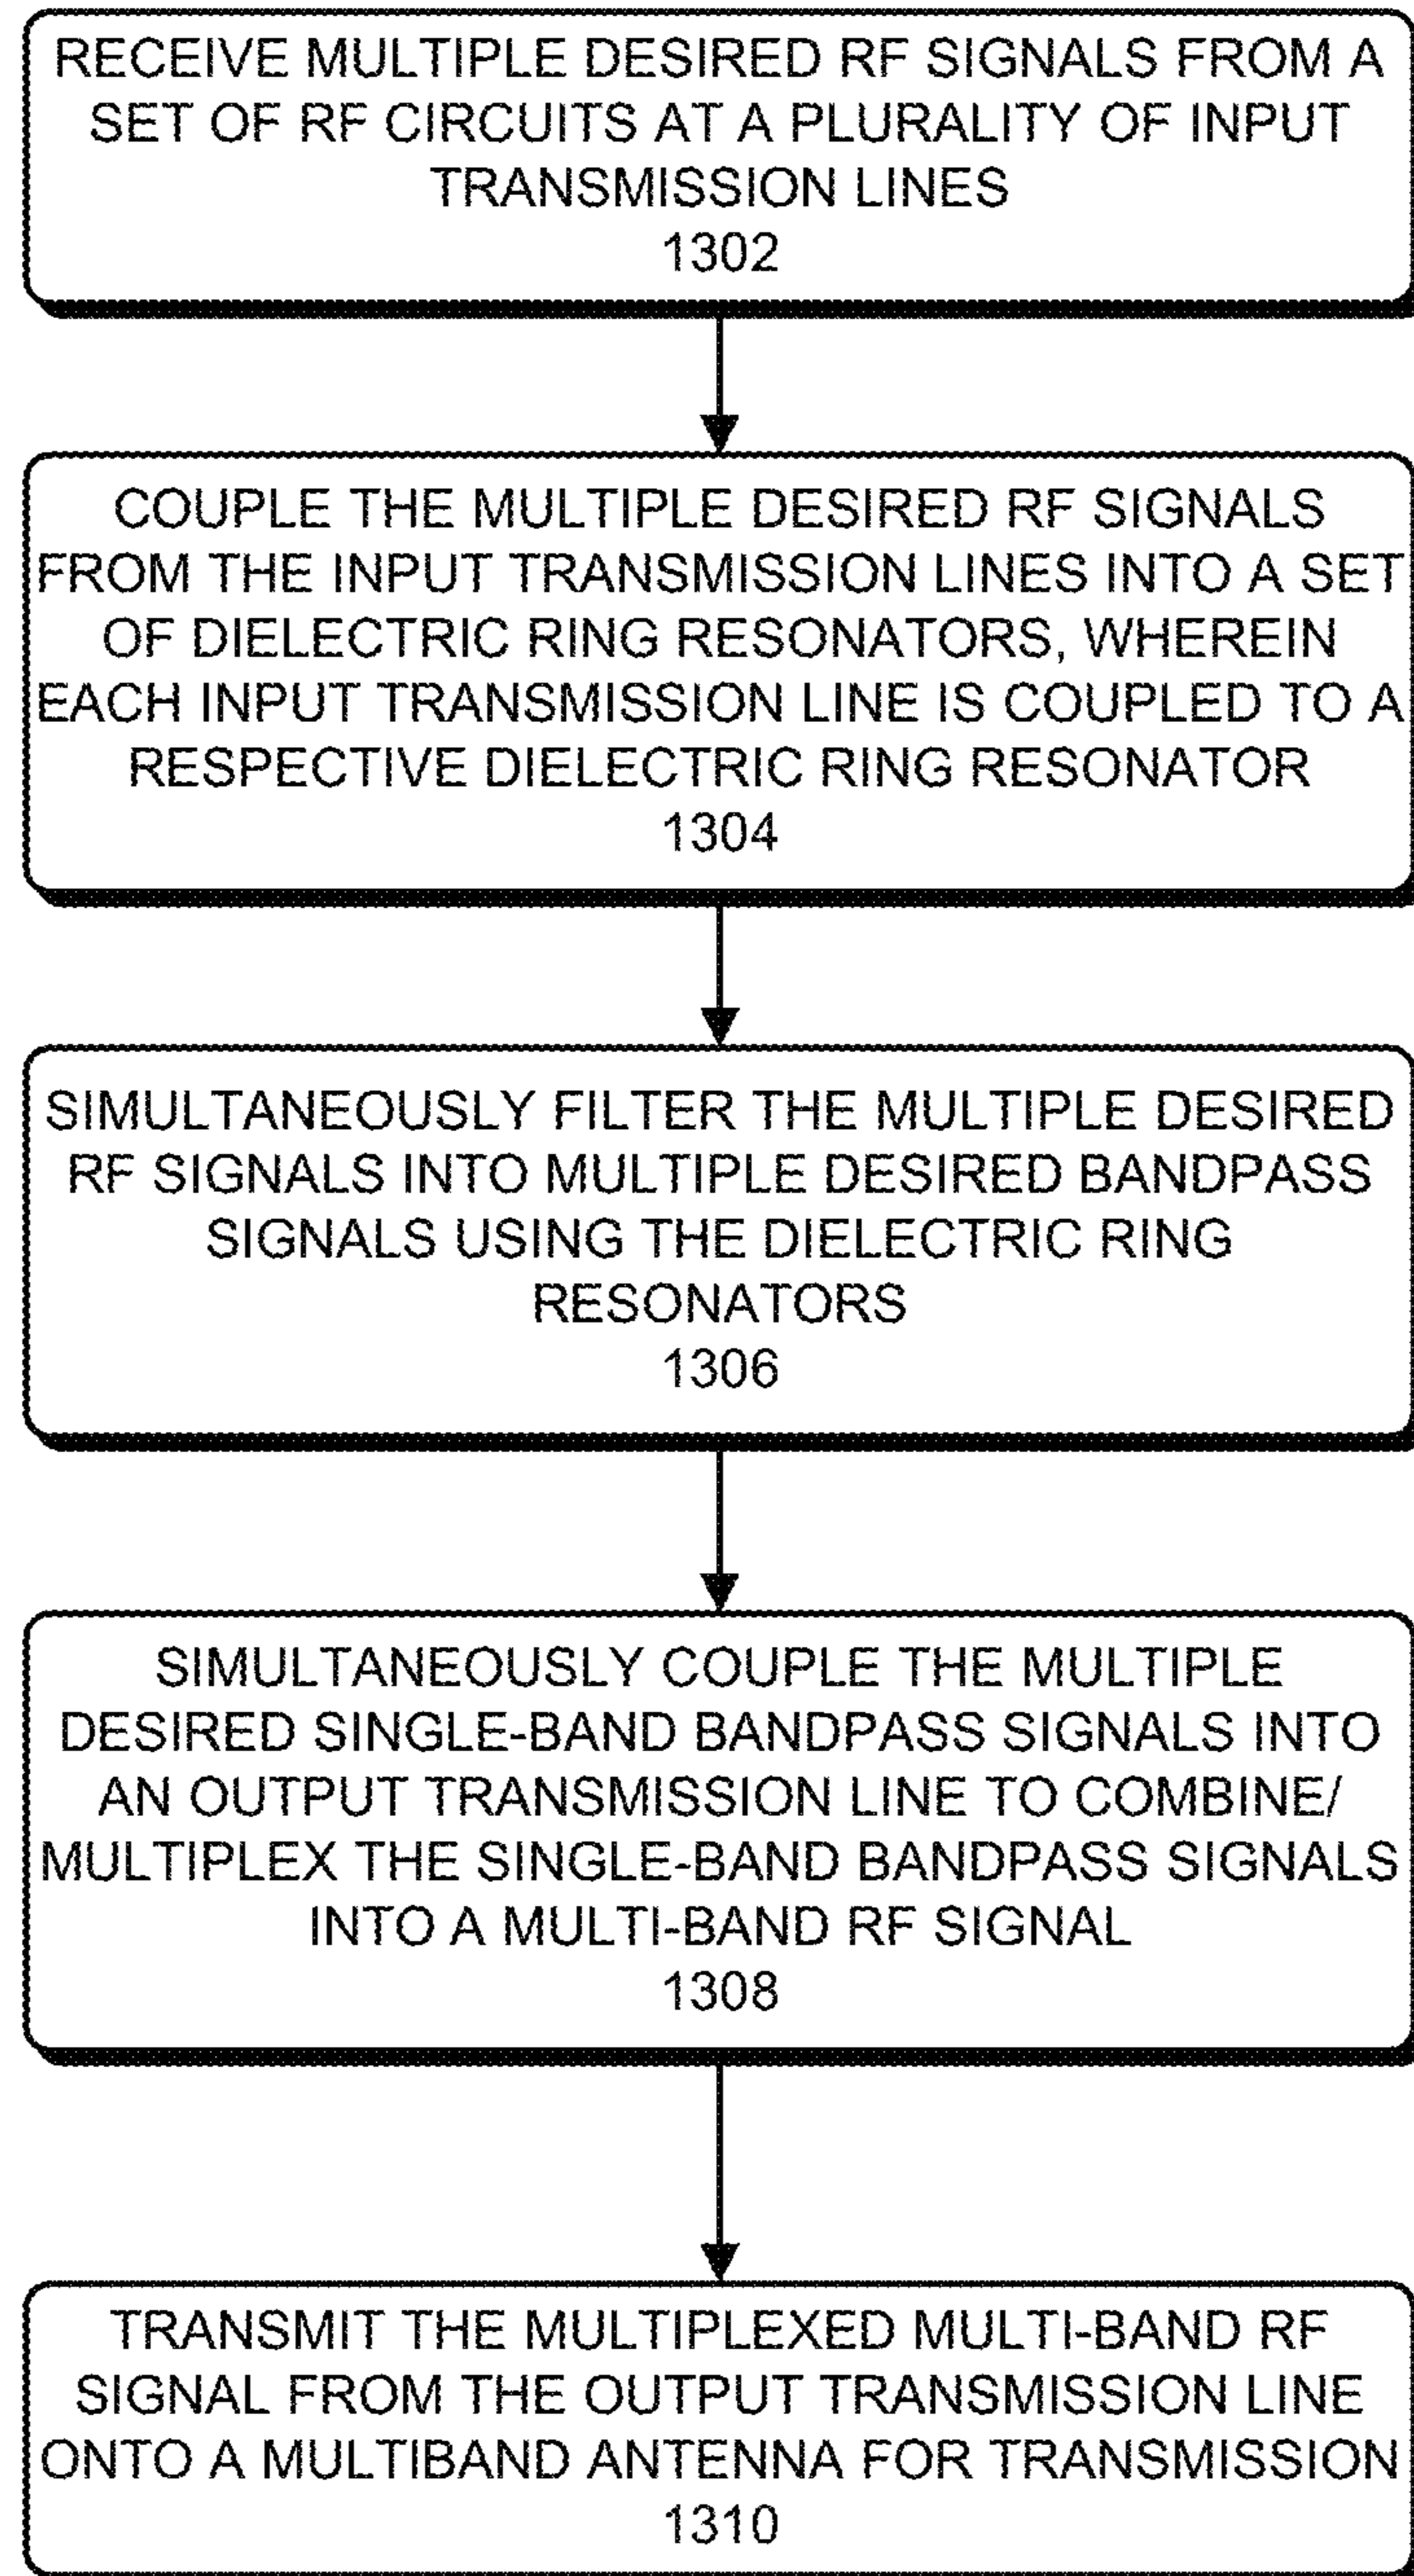 RECEIVE MULTIPLE DESIRED RF SIGNALS FROM A
SET OF RF CIRCUITS AT A PLURALITY OF INPUT
TRANSMISSION LINES
1302
COUPLE THE MULTIPLE DESIRED RF SIGNALS
FROM THE INPUT TRANSMISSION LINES INTO A SET
OF DIELECTRIC RING RESONATORS, WHEREIN
EACH INPUT TRANSMISSION LINE IS COUPLED TO A
RESPECTIVE DIELECTRIC RING RESONATOR
1304
SIMULTANEOUSLY FILTER THE MULTIPLE DESIRED
RF SIGNALS INTO MULTIPLE DESIRED BANDPASS
SIGNALS USING THE DIELECTRIC RING
RESONATORS
1306
SIMULTANEOUSLY COUPLE THE MULTIPLE
DESIRED SINGLE-BAND BANDPASS SIGNALS INTO
AN OUTPUT TRANSMISSION LINE TO COMBINE/
MULTIPLEX THE SINGLE-BAND BANDPASS SIGNALS
INTO A MULTI-BAND RF SIGNAL
1308
TRANSMIT THE MULTIPLEXED MULTI-BAND RF
SIGNAL FROM THE OUTPUT TRANSMISSION LINE
ONTO A MULTIBAND ANTENNA FOR TRANSMISSION
1310